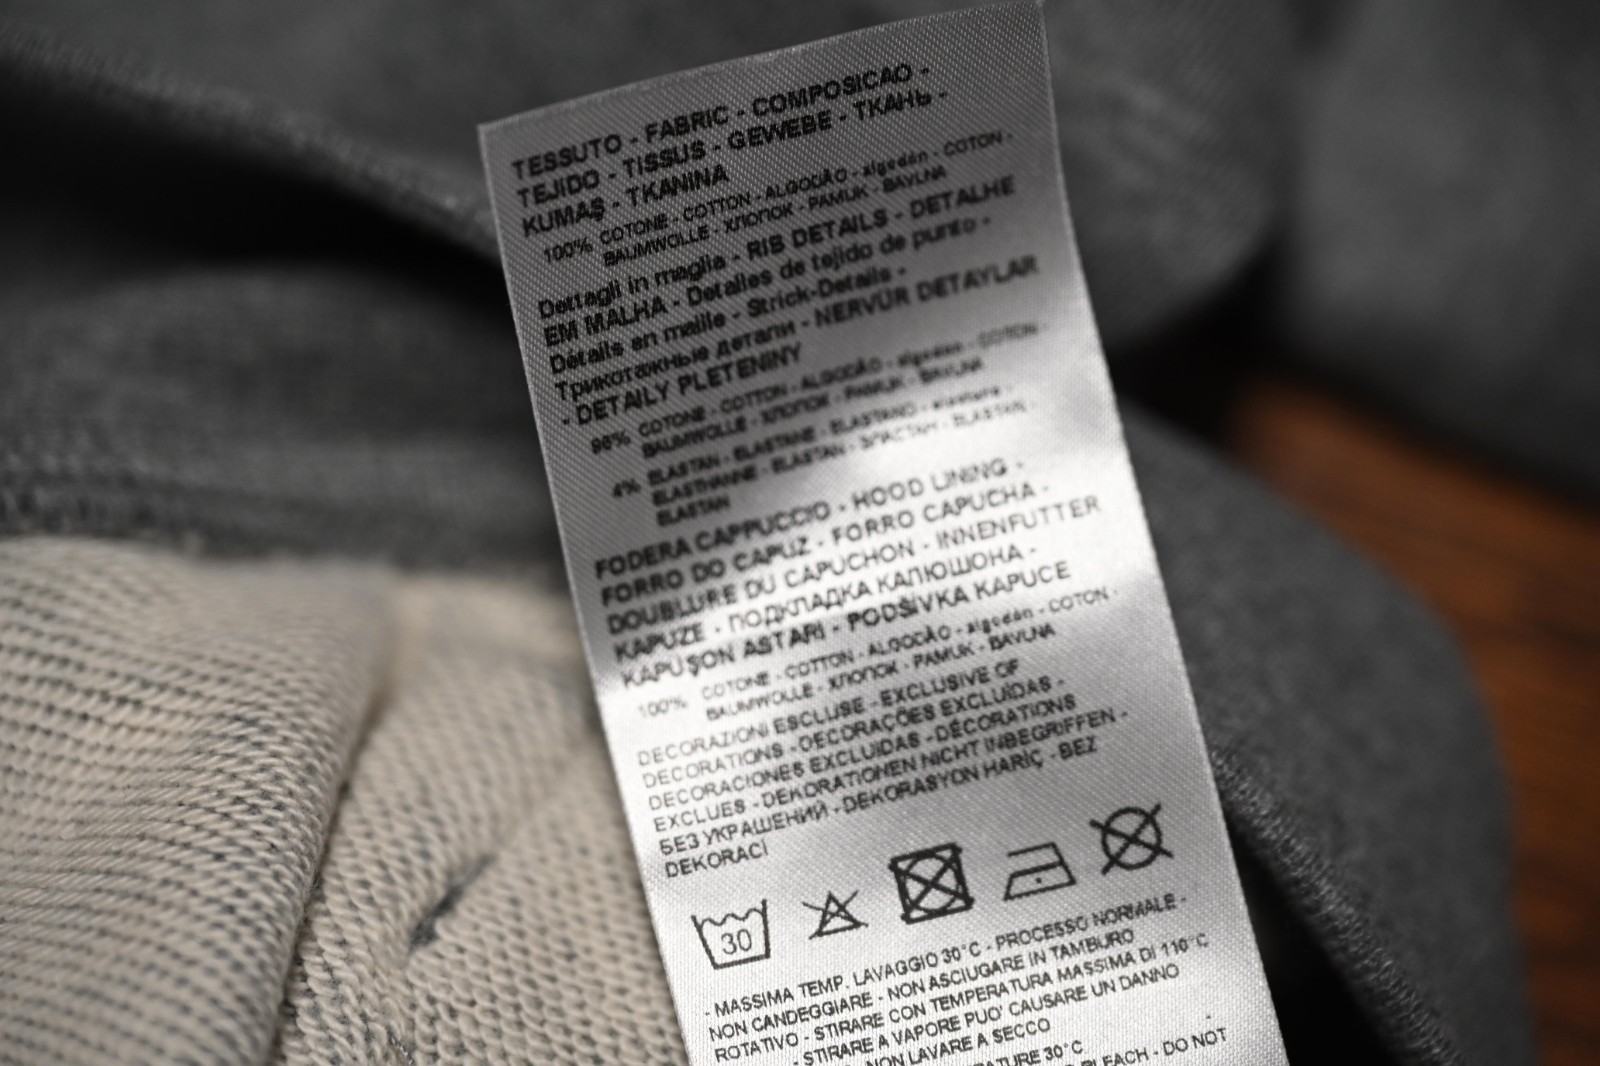 TESSUTO - FABRIC - COMPOSICAO -
TEJIDO - TISSUS - GEWEBE - ТКАНЬ -
KUMAŞ - TKANINA
100% COTONE - COTTON - ALGODÃO - algodón - COTON -
BAUMWOLLE - ХЛОПОК - PAMUK - BAVLNA
Dettagli in maglia - RIB DETAILS - DETALHE
EM MALHA - Detalles de tejido de punto -
Détails en maille - Strick-Details -
Трикотажные детали - NERVÜR DETAYLAR
- DETAILY PLETENINY
96% COTONE - COTTON - ALGODÃO - algodón - COTON -
BAUMWOLLE - ХЛОПОК - PAMUK - BAVLNA
4% ELASTAN - ELASTANE - ELASTANO - elastano -
ELASTHANNE - ELASTAN - ЭЛАСТАН - ELASTAN -
ELASTAN
FODERA CAPPUCCIO - HOOD LINING -
FORRO DO CAPUZ - FORRO CAPUCHA -
DOUBLURE DU CAPUCHON - INNENFUTTER
KAPUZE - ПОДКЛАДКА КАПЮШОНА -
KAPUŞON ASTARI - PODŠÍVKA KAPUCE
100% COTONE - COTTON - ALGODÃO - algodón - COTON -
BAUMWOLLE - ХЛОПОК - PAMUK - BAVLNA
DECORAZIONI ESCLUSE - EXCLUSIVE OF
DECORATIONS - DECORAÇÕES EXCLUÍDAS -
DECORACIONES EXCLUIDAS - DÉCORATIONS
EXCLUES - DEKORATIONEN NICHT INBEGRIFFEN -
БЕЗ УКРАШЕНИЙ - DEKORASYON HARİÇ - BEZ
DEKORACÍ
30
- MASSIMA TEMP. LAVAGGIO 30°C - PROCESSO NORMALE -
NON CANDEGGIARE - NON ASCIUGARE IN TAMBURO
ROTATIVO - STIRARE CON TEMPERATURA MASSIMA DI 110°C
- STIRARE A VAPORE PUO' CAUSARE UN DANNO
NON LAVARE A SECCO -
30°C
BLEACH - DO NOT